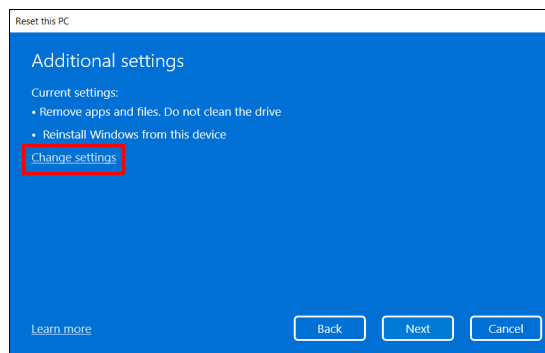 Reset this PC
Additional settings
Current settings:
• Remove apps and files. Do not clean the drive
• Reinstall Windows from this device
Change settings
Learn more
Back
Next
Cancel